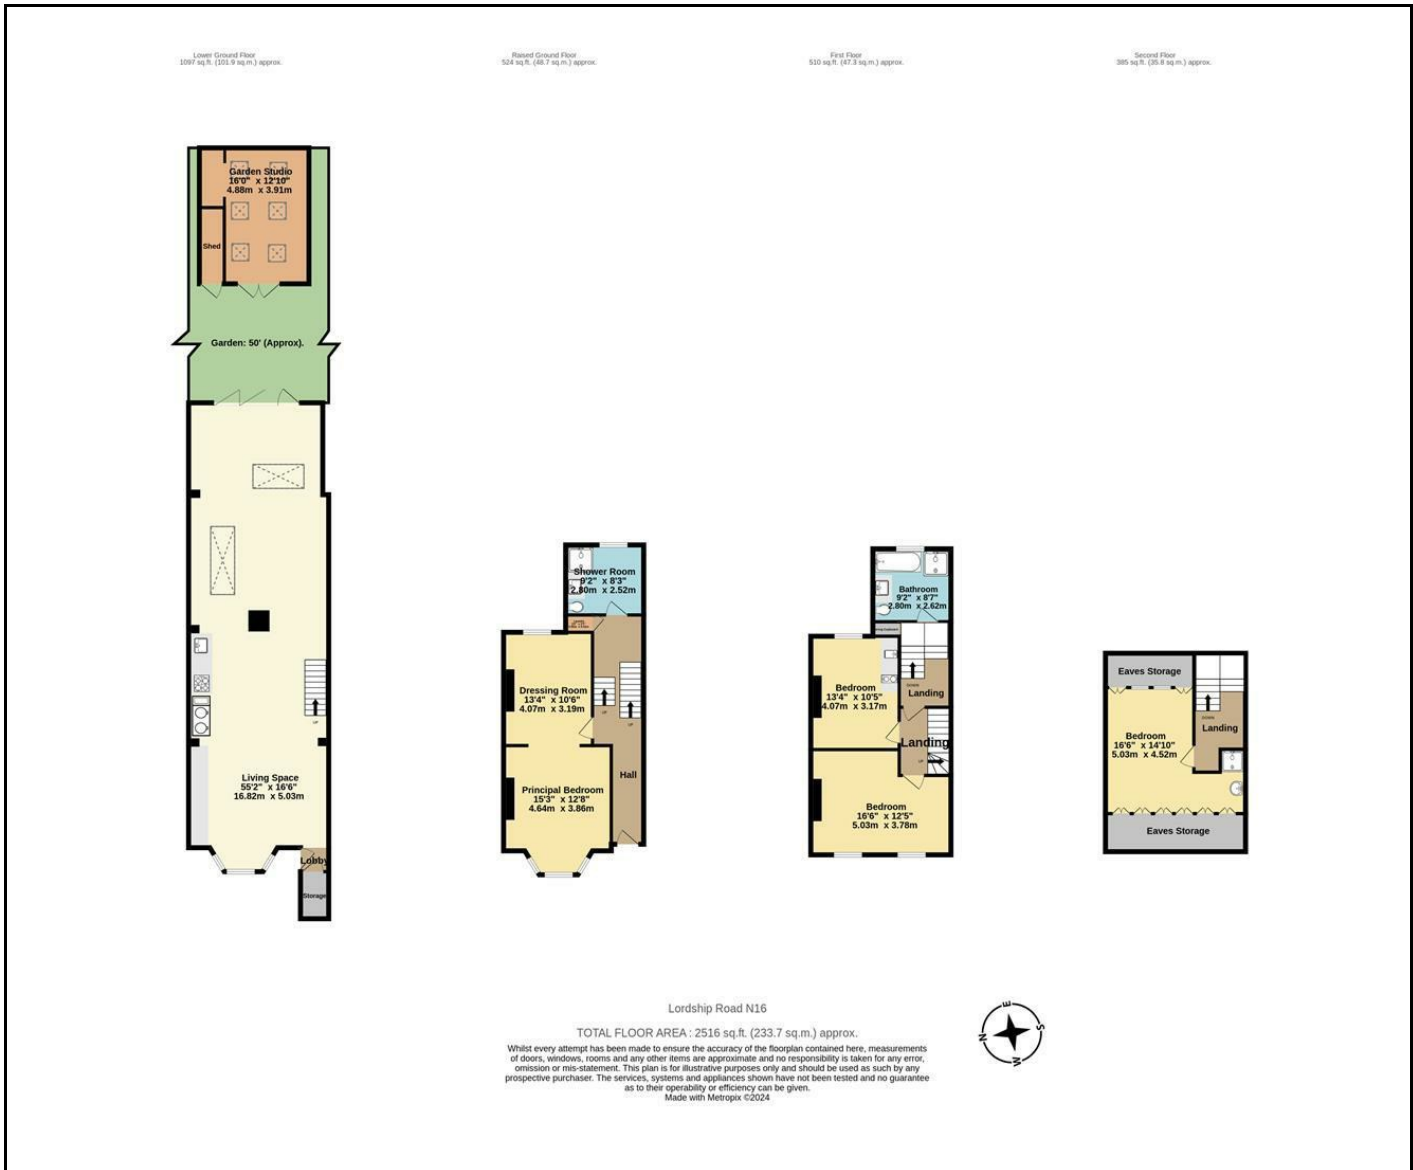 Lower Ground Floor
1097 sq.ft. (101.9 sq.m.) approx.
Raised Ground Floor
524 sq.ft. (48.7 sq.m.) approx.
First Floor
510 sq.ft. (47.3 sq.m.) approx.
Second Floor
385 sq.ft. (35.8 sq.m.) approx.
Garden Studio
16'0" x 12'10"
4.88m x 3.91m
Shed
Garden: 50' (Approx).
UP
Living Space
55'2" x 16'6"
16.82m x 5.03m
Lobby
Storage
Shower Room
9'2" x 8'3"
2.80m x 2.52m
Dressing Room
13'4" x 10'6"
4.07m x 3.19m
UP
UP
Hall
Principal Bedroom
15'3" x 12'8"
4.64m x 3.86m
Bathroom
9'2" x 8'7"
2.80m x 2.62m
Bedroom
13'4" x 10'5"
4.07m x 3.17m
DOWN
Landing
Landing
UP
Bedroom
16'6" x 12'5"
5.03m x 3.78m
Eaves Storage
DOWN
Landing
Bedroom
16'6" x 14'10"
5.03m x 4.52m
Eaves Storage
Lordship Road N16
TOTAL FLOOR AREA : 2516 sq.ft. (233.7 sq.m.) approx.
Whilst every attempt has been made to ensure the accuracy of the floorplan contained here, measurements
of doors, windows, rooms and any other items are approximate and no responsibility is taken for any error,
omission or mis-statement. This plan is for illustrative purposes only and should be used as such by any
prospective purchaser. The services, systems and appliances shown have not been tested and no guarantee
as to their operability or efficiency can be given.
Made with Metropix ©2024
N
E
S
W